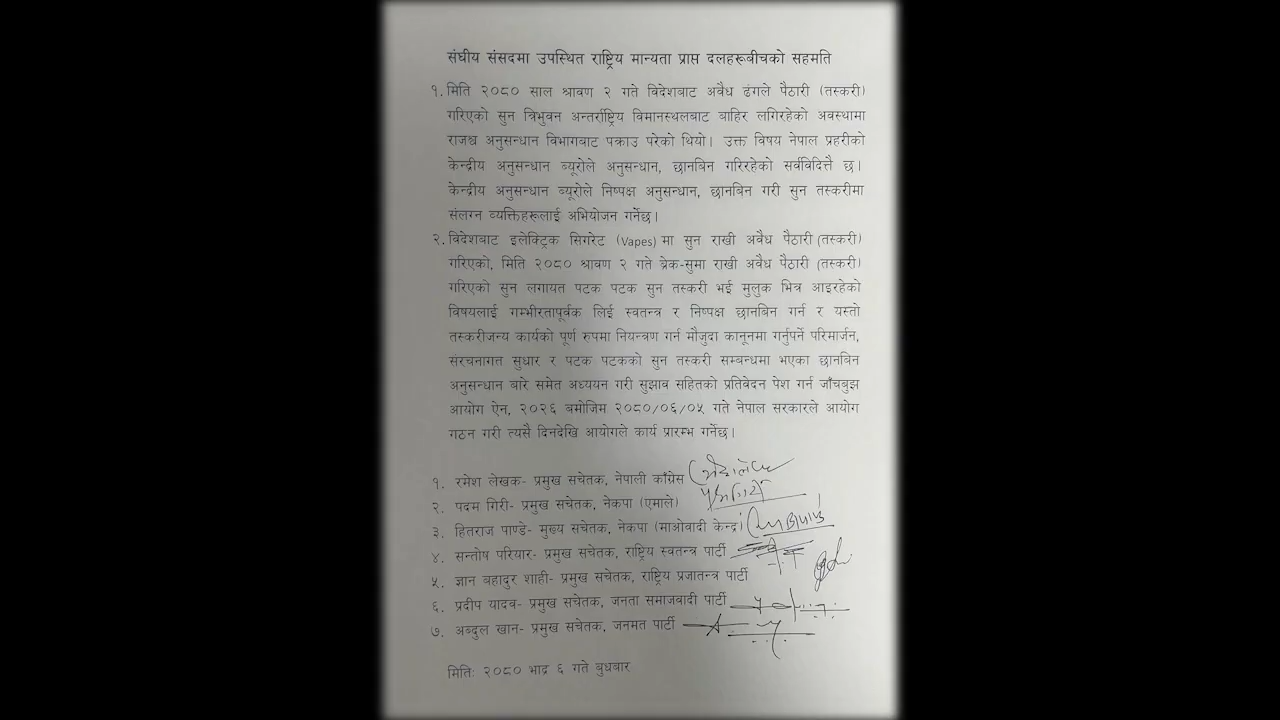 संघीय संसदमा उपस्थित राष्ट्रिय मान्यता प्राप्त दलहरूबीचको सहमति
१. मिति २०८० साल श्रावण २ गते विदेशबाट अवैध ढंगले पैठारी (तस्करी)
गरिएको सुन त्रिभुवन अन्तर्राष्ट्रिय विमानस्थलबाट बाहिर लगिरहेको अवस्थामा
राजश्व अनुसन्धान विभागबाट पक्राउ परेको थियो। उक्त विषय नेपाल प्रहरीको
केन्द्रीय अनुसन्धान व्यूरोले अनुसन्धान, छानबिन गरिरहेको सर्वविदित्तै छ।
केन्द्रीय अनुसन्धान ब्यूरोले निष्पक्ष अनुसन्धान, छानबिन गरी सुन तस्करीमा
संलग्न व्यक्तिहरूलाई अभियोजन गर्नेछ।
२. विदेशबाट इलेक्ट्रिक सिगरेट (Vapes) मा सुन राखी अवैध पैठारी (तस्करी)
गरिएको, मिति २०८० श्रावण २ गते ब्रेक-सुमा राखी अवैध पैठारी (तस्करी)
गरिएको सुन लगायत पटक पटक सुन तस्करी भई मुलुक भित्र आइरहेको
विषयलाई गम्भीरतापूर्वक लिई स्वतन्त्र र निष्पक्ष छानबिन गर्न र यस्तो
तस्करीजन्य कार्यको पूर्ण रुपमा नियन्त्रण गर्न मौजुदा कानूनमा गर्नुपर्ने परिमार्जन,
संरचनागत सुधार र पटक पटकको सुन तस्करी सम्बन्धमा भएका छानबिन
अनुसन्धान बारे समेत अध्ययन गरी सुझाव सहितको प्रतिवेदन पेश गर्न जाँचबुझ
आयोग ऐन, २०२६ बमोजिम २०८०/०६/०५ गते नेपाल सरकारले आयोग
गठन गरी त्यसै दिनदेखि आयोगले कार्य प्रारम्भ गर्नेछ।
१. रमेश लेखक- प्रमुख सचेतक, नेपाली काँग्रेस
२. पदम गिरी- प्रमुख सचेतक, नेकपा (एमाले)
३. हितराज पाण्डे- मुख्य सचेतक, नेकपा (माओवादी केन्द्र)
४. सन्तोष परियार- प्रमुख सचेतक, राष्ट्रिय स्वतन्त्र पार्टी
५. ज्ञान बहादुर शाही- प्रमुख सचेतक, राष्ट्रिय प्रजातन्त्र पार्टी
६. प्रदीप यादव- प्रमुख सचेतक, जनता समाजवादी पार्टी
७. अब्दुल खान- प्रमुख सचेतक, जनमत पार्टी
मितिः २०८० भाद्र ६ गते बुधबार